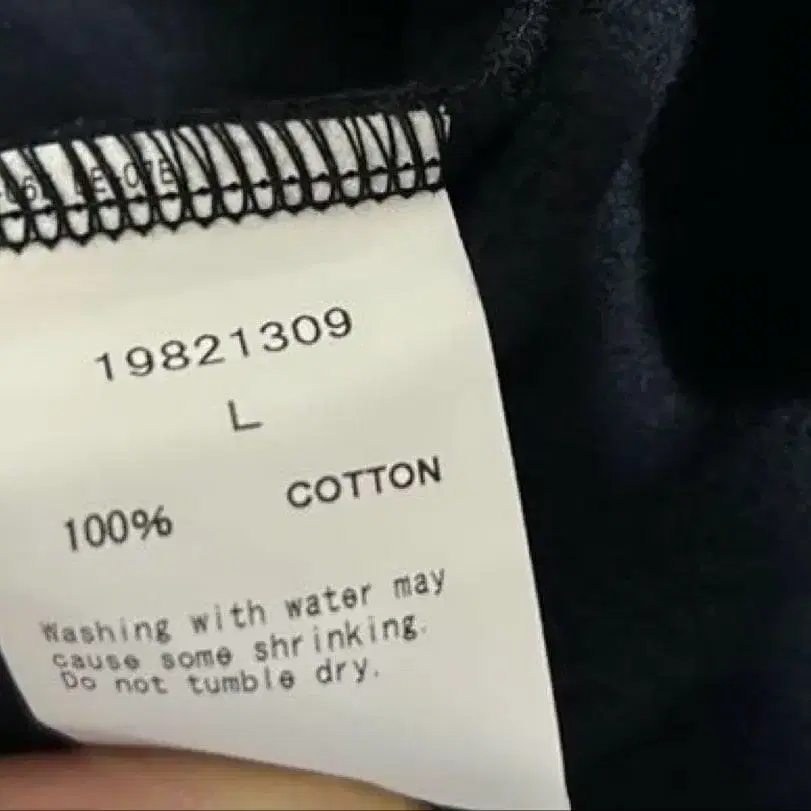 19821309
L
100% COTTON
Washing with water may
cause some shrinking.
Do not tumble dry.